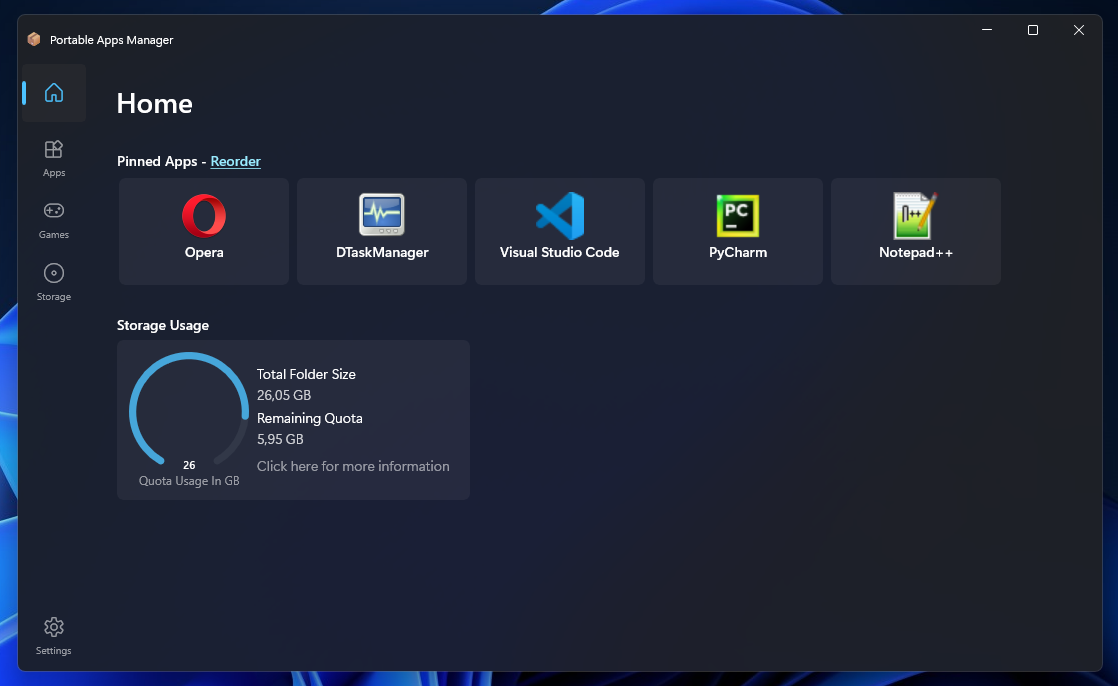 Portable Apps Manager
Home
Apps
Games
Storage
Settings
Pinned Apps - Reorder
Opera
DTaskManager
Visual Studio Code
PC
PyCharm
n++
Notepad++
Storage Usage
26
Quota Usage In GB
Total Folder Size
26,05 GB
Remaining Quota
5,95 GB
Click here for more information